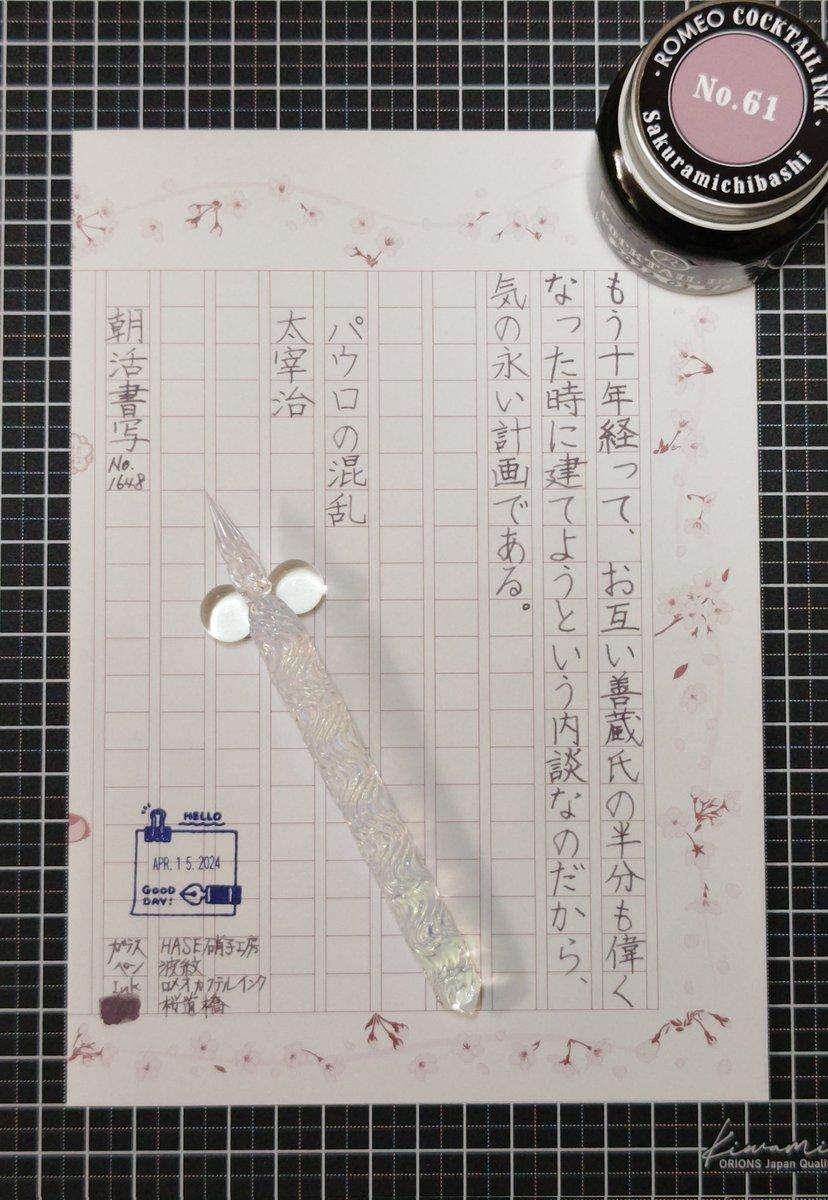 もう十年経って、お互い善蔵氏の半分も偉く
なった時に建てようという内談なのだから、
気の永い計画である。
パウロの混乱
太宰治
朝活書写
No.
1648
HELLO
APR. 15. 2024
GOOD
DAY!
ガラス HASE硝子工房
ペン 波紋
Ink ロメオカクテルインク
桜道橋
ROMEO COCKTAIL INK
No.61
Sakuramichibashi
COCKTAIL IN
Kiwami
ORIONS Japan Quali